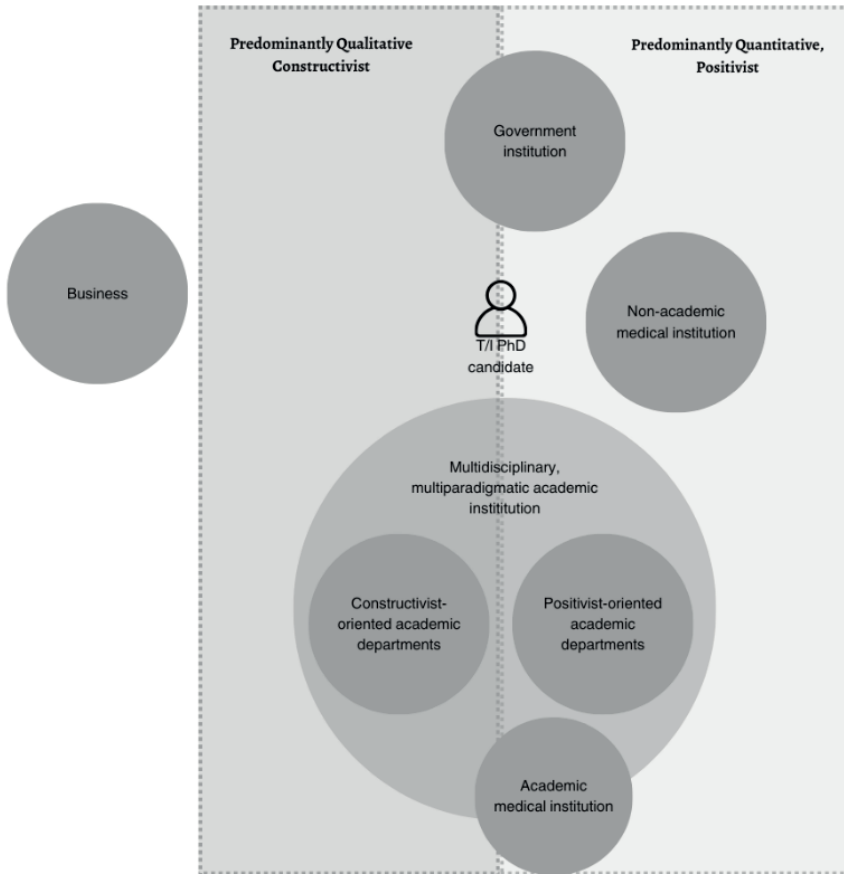 Predominantly Qualitative
Constructivist
Predominantly Quantitative,
Positivist
Government
institution
Business
Non-academic
medical institution
T/I PhD
candidate
Multidisciplinary,
multiparadigmatic academic
instititution
Constructivist-
oriented academic
departments
Positivist-oriented
academic
departments
Academic
medical institution